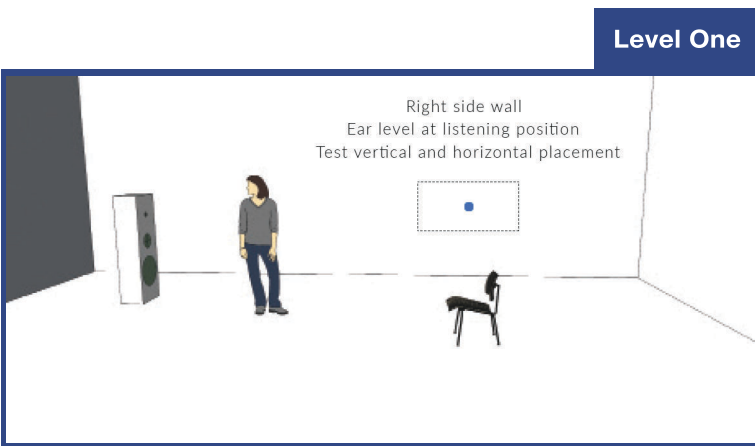 Level One
Right side wall
Ear level at listening position
Test vertical and horizontal placement